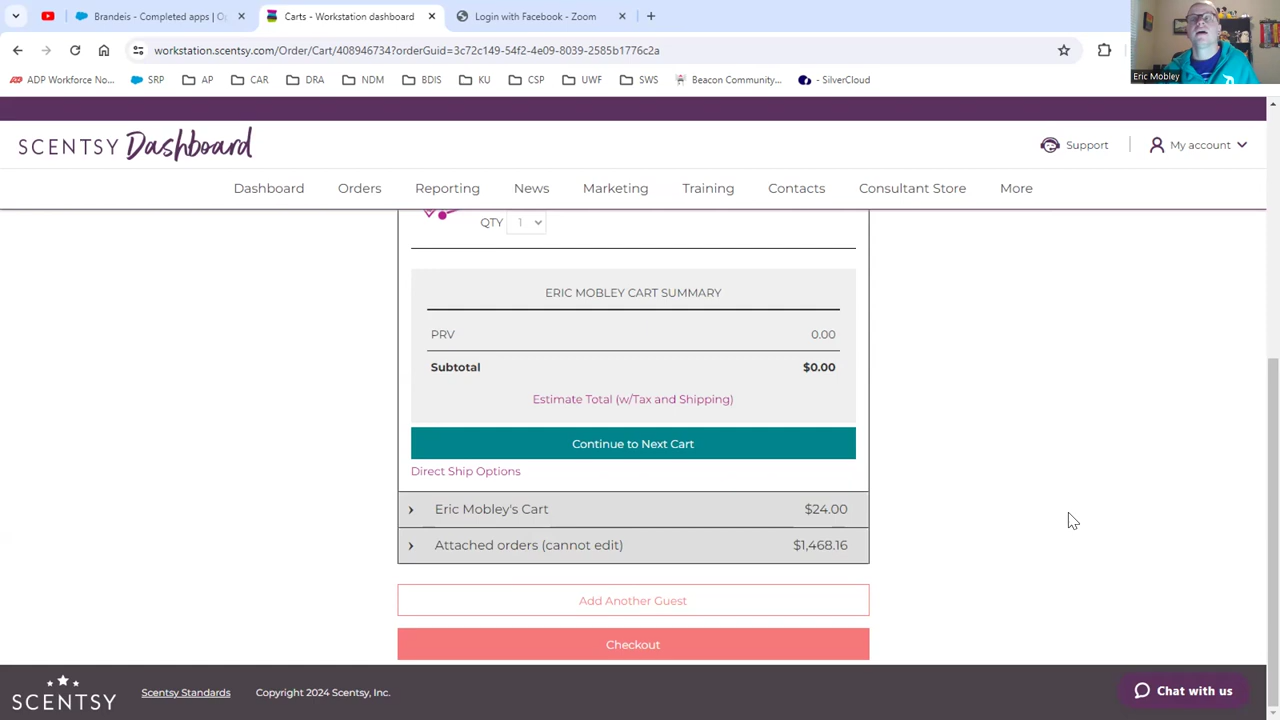 Brandeis - Completed apps | O
Carts - Workstation dashboard
Login with Facebook - Zoom
workstation.scentsy.com/Order/Cart/408946734?orderGuid=3c72c149-54f2-4e09-8039-2585b1776c2a
ADP Workforce No...
SRP
AP
CAR
DRA
NDM
BDIS
KU
CSP
UWF
SWS
Beacon Community...
- SilverCloud
Eric Mobley
SCENTSY Dashboard
Support
My account
Dashboard
Orders
Reporting
News
Marketing
Training
Contacts
Consultant Store
More
QTY 1
ERIC MOBLEY CART SUMMARY
PRV 0.00
Subtotal $0.00
Estimate Total (w/Tax and Shipping)
Continue to Next Cart
Direct Ship Options
Eric Mobley's Cart $24.00
Attached orders (cannot edit) $1,468.16
Add Another Guest
Checkout
SCENTSY
Scentsy Standards
Copyright 2024 Scentsy, Inc.
Chat with us